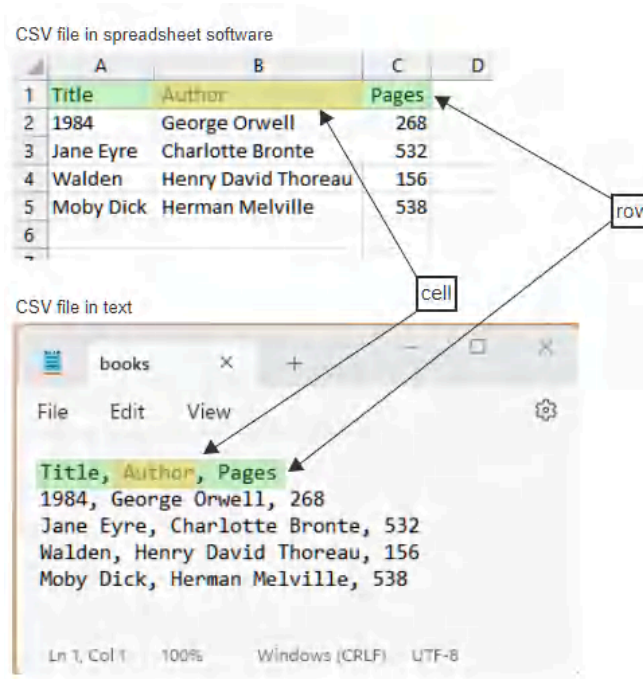 CSV file in spreadsheet software
A B C D
1 Title Author Pages
2 1984 George Orwell 268
3 Jane Eyre Charlotte Bronte 532
4 Walden Henry David Thoreau 156
5 Moby Dick Herman Melville 538
6
row
cell
CSV file in text
books
File Edit View
Title, Author, Pages
1984, George Orwell, 268
Jane Eyre, Charlotte Bronte, 532
Walden, Henry David Thoreau, 156
Moby Dick, Herman Melville, 538
Ln 1, Col 1 100% Windows (CRLF) UTF-8